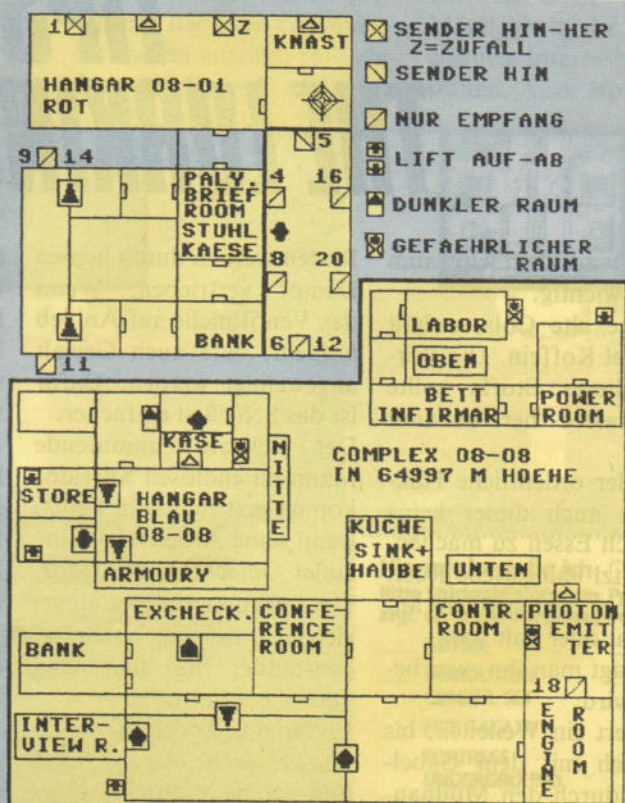 1
Z
KNAST
HANGAR 08-01
ROT
SENDER HIN-HER
Z=ZUFALL
SENDER HIN
NUR EMPFANG
LIFT AUF-AB
DUNKLER RAUM
GEFAEHRLICHER
RAUM
5
9
14
4
16
PALY.
BRIEF
ROOM
STUHL
KAESE
8
20
BANK
6
12
11
LABOR
OBEN
BETT
INFIRMAR.
POWER
ROOM
KÄSE
MITTE
COMPLEX 08-08
IN 64997 M HOEHE
STORE
HANGAR
BLAU
08-08
ARMOURY
KÜCHE
SINK+
HAUBE
UNTEN
EXCHECK.
CONFE-
RENCE
ROOM
CONTR.
ROOM
PHOTON
EMIT
TER
BANK
18
INTER-
VIEW R.
ENGINE
ROOM